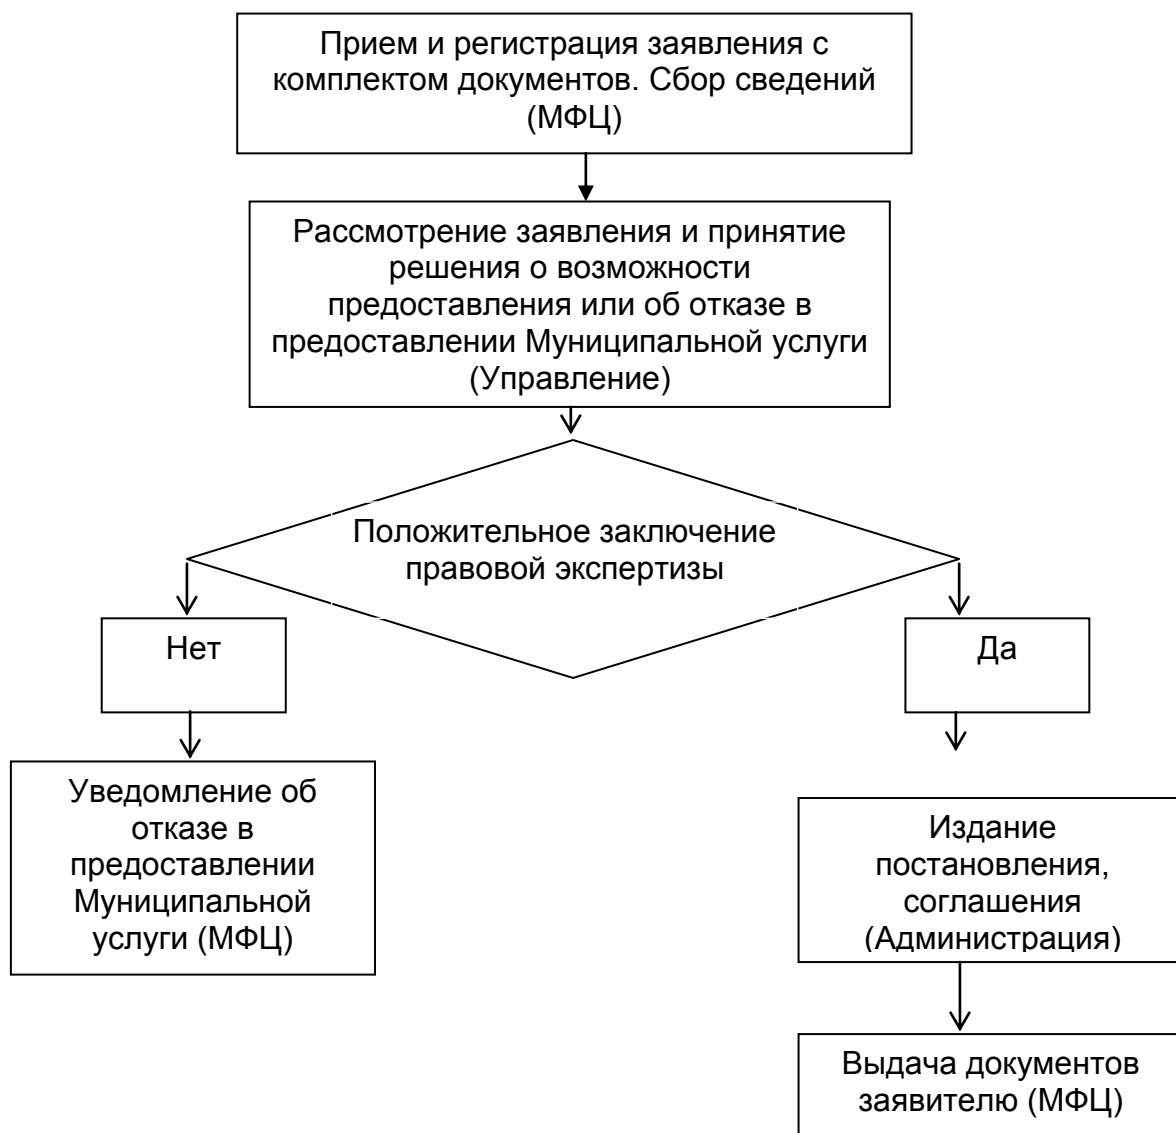 Прием и регистрация заявления с
комплектом документов. Сбор сведений
(МФЦ)
Рассмотрение заявления и принятие
решения о возможности
предоставления или об отказе в
предоставлении Муниципальной услуги
(Управление)
Положительное заключение
правовой экспертизы
Нет
Да
Уведомление об
отказе в
предоставлении
Муниципальной
услуги (МФЦ)
Издание
постановления,
соглашения
(Администрация)
Выдача документов
заявителю (МФЦ)